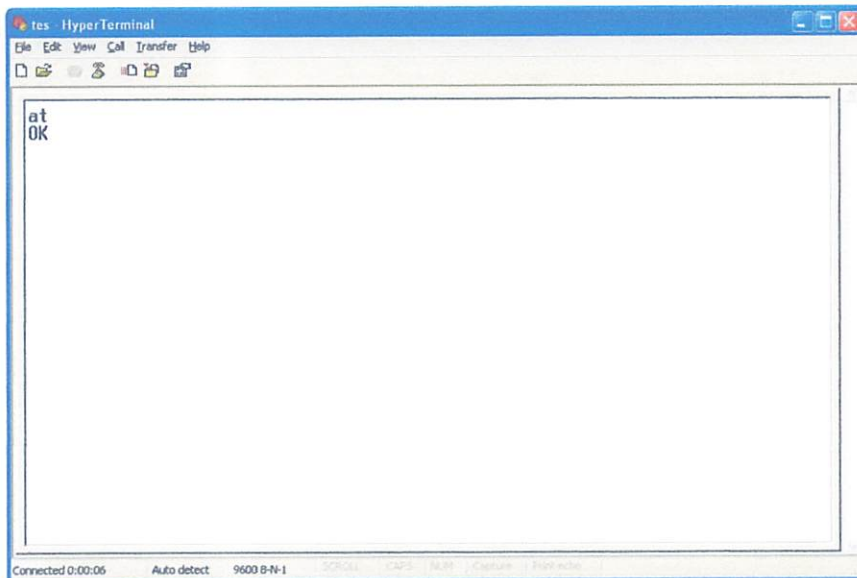 tes - HyperTerminal
File Edit View Call Transfer Help
at
OK
Connected 0:00:06 Auto detect 9600 8-N-1 SCROLL CAPS NUM Capture Print echo